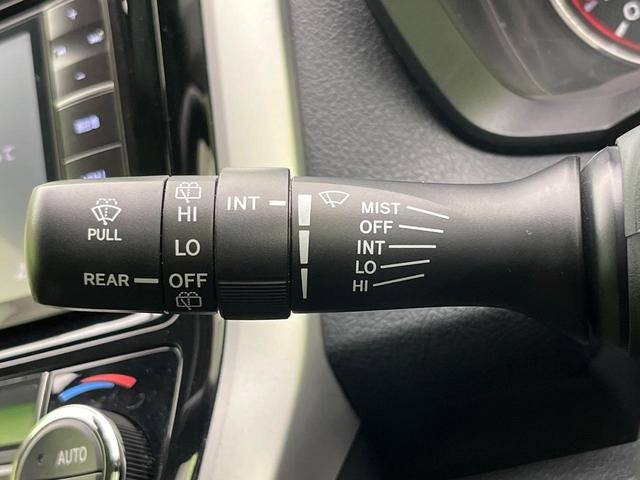 PULL
REAR
HI
LO
OFF
INT
MIST
OFF
INT
LO
HI
AUTO